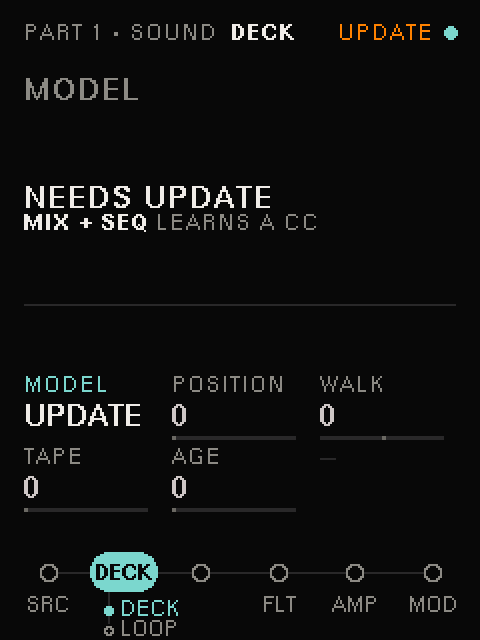 PART 1 · SOUND DECK UPDATE
MODEL
NEEDS UPDATE
MIX + SEQ LEARNS A CC
MODEL POSITION WALK
UPDATE 0 0
TAPE AGE —
0 0
DECK
SRC DECK FLT AMP MOD
LOOP